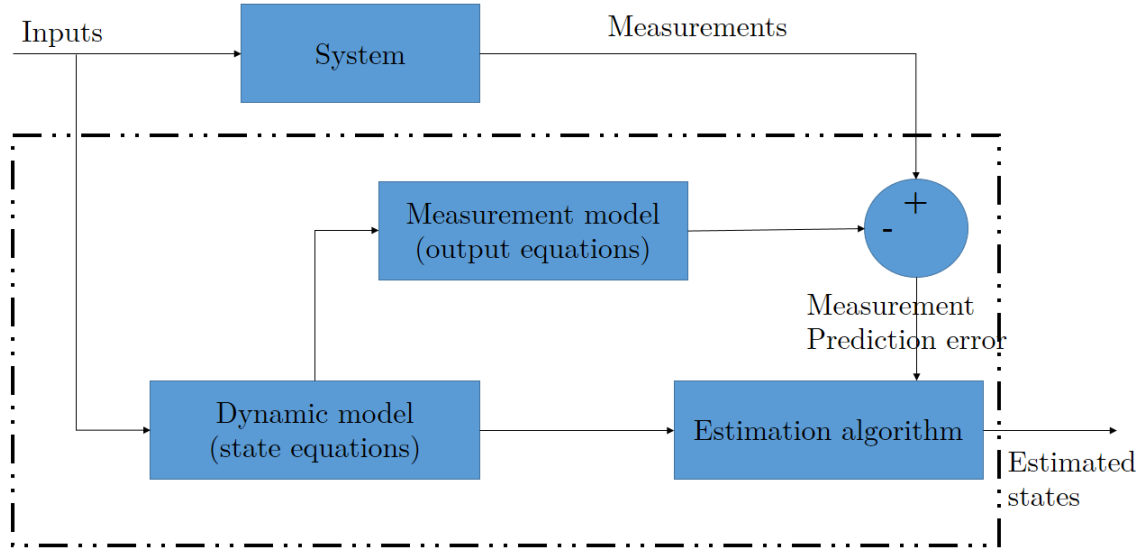 Inputs
System
Measurements
Measurement model
(output equations)
+
-
Measurement
Prediction error
Dynamic model
(state equations)
Estimation algorithm
Estimated
states